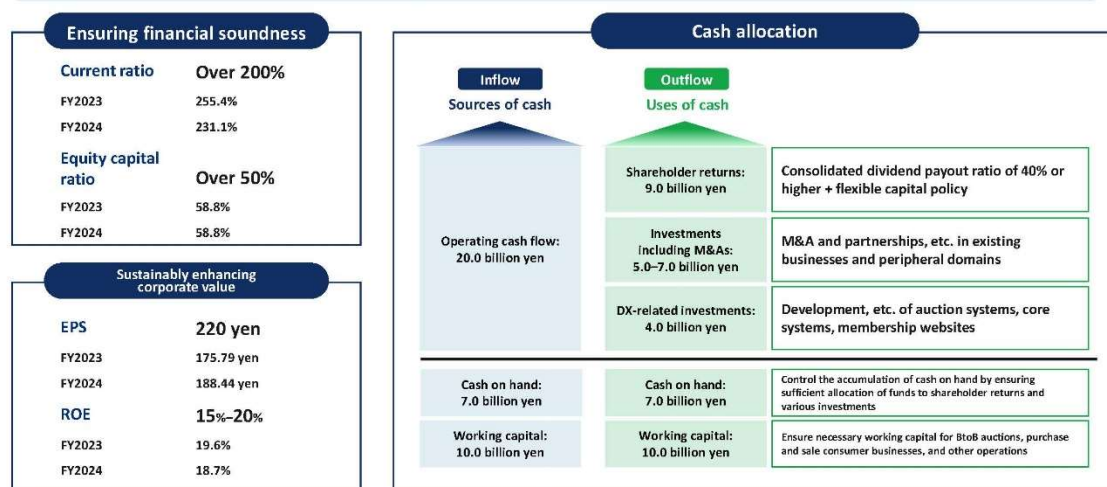 Ensuring financial soundness
Current ratio Over 200%
FY2023 255.4%
FY2024 231.1%
Equity capital
ratio Over 50%
FY2023 58.8%
FY2024 58.8%
Sustainably enhancing
corporate value
EPS 220 yen
FY2023 175.79 yen
FY2024 188.44 yen
ROE 15%–20%
FY2023 19.6%
FY2024 18.7%
Cash allocation
Inflow
Sources of cash
Outflow
Uses of cash
Operating cash flow:
20.0 billion yen
Shareholder returns:
9.0 billion yen
Consolidated dividend payout ratio of 40% or
higher + flexible capital policy
Investments
including M&As:
5.0–7.0 billion yen
M&A and partnerships, etc. in existing
businesses and peripheral domains
DX-related investments:
4.0 billion yen
Development, etc. of auction systems, core
systems, membership websites
Cash on hand:
7.0 billion yen
Cash on hand:
7.0 billion yen
Control the accumulation of cash on hand by ensuring
sufficient allocation of funds to shareholder returns and
various investments
Working capital:
10.0 billion yen
Working capital:
10.0 billion yen
Ensure necessary working capital for BtoB auctions, purchase
and sale consumer businesses, and other operations